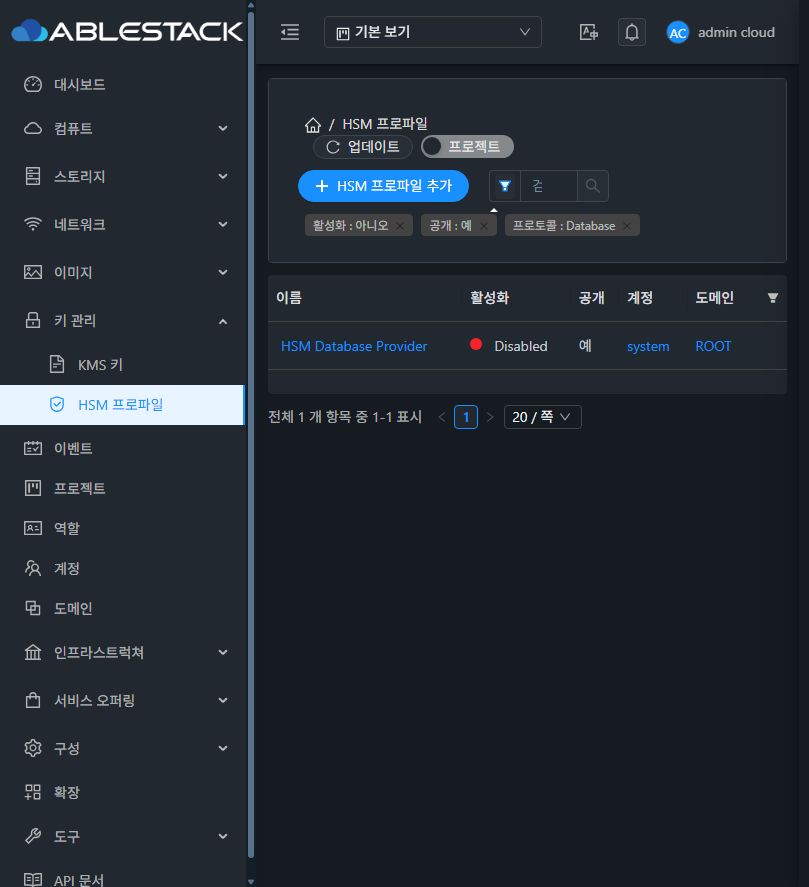 ABLESTACK
기본 보기
AC admin cloud
대시보드
컴퓨트
스토리지
네트워크
이미지
키 관리
KMS 키
HSM 프로파일
이벤트
프로젝트
역할
계정
도메인
인프라스트럭쳐
서비스 오퍼링
구성
확장
도구
API 문서
/ HSM 프로파일
업데이트 프로젝트
+ HSM 프로파일 추가
활성화 : 아니오 × 공개 : 예 × 프로토콜 : Database ×
이름 활성화 공개 계정 도메인
HSM Database Provider Disabled 예 system ROOT
전체 1 개 항목 중 1-1 표시 < 1 > 20 / 쪽